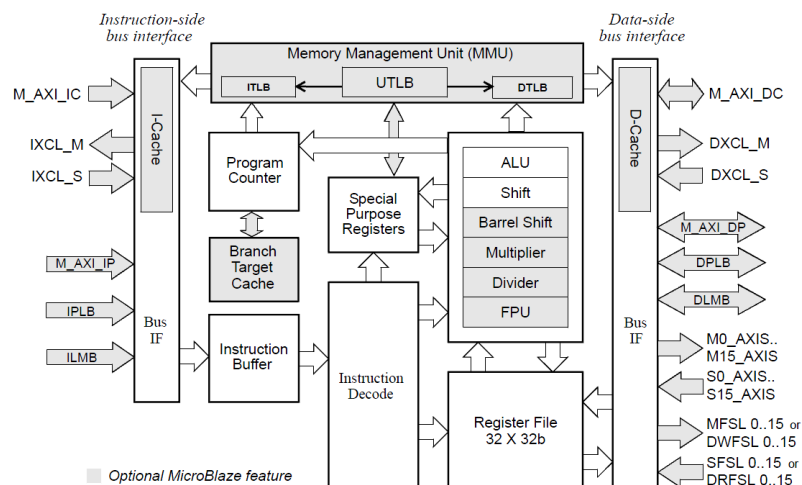 Instruction-side
bus interface
Data-side
bus interface
Memory Management Unit (MMU)
ITLB
UTLB
DTLB
M_AXI_IC
IXCL_M
IXCL_S
I-Cache
M_AXI_IP
IPLB
ILMB
Bus
IF
Program
Counter
Branch
Target
Cache
Instruction
Buffer
Special
Purpose
Registers
Instruction
Decode
ALU
Shift
Barrel Shift
Multiplier
Divider
FPU
Register File
32 X 32b
D-Cache
Bus
IF
M_AXI_DC
DXCL_M
DXCL_S
M_AXI_DP
DPLB
DLMB
M0_AXIS..
M15_AXIS
S0_AXIS..
S15_AXIS
MFSL 0..15 or
DWFSL 0..15
SFSL 0..15 or
DRFSL 0..15
Optional MicroBlaze feature